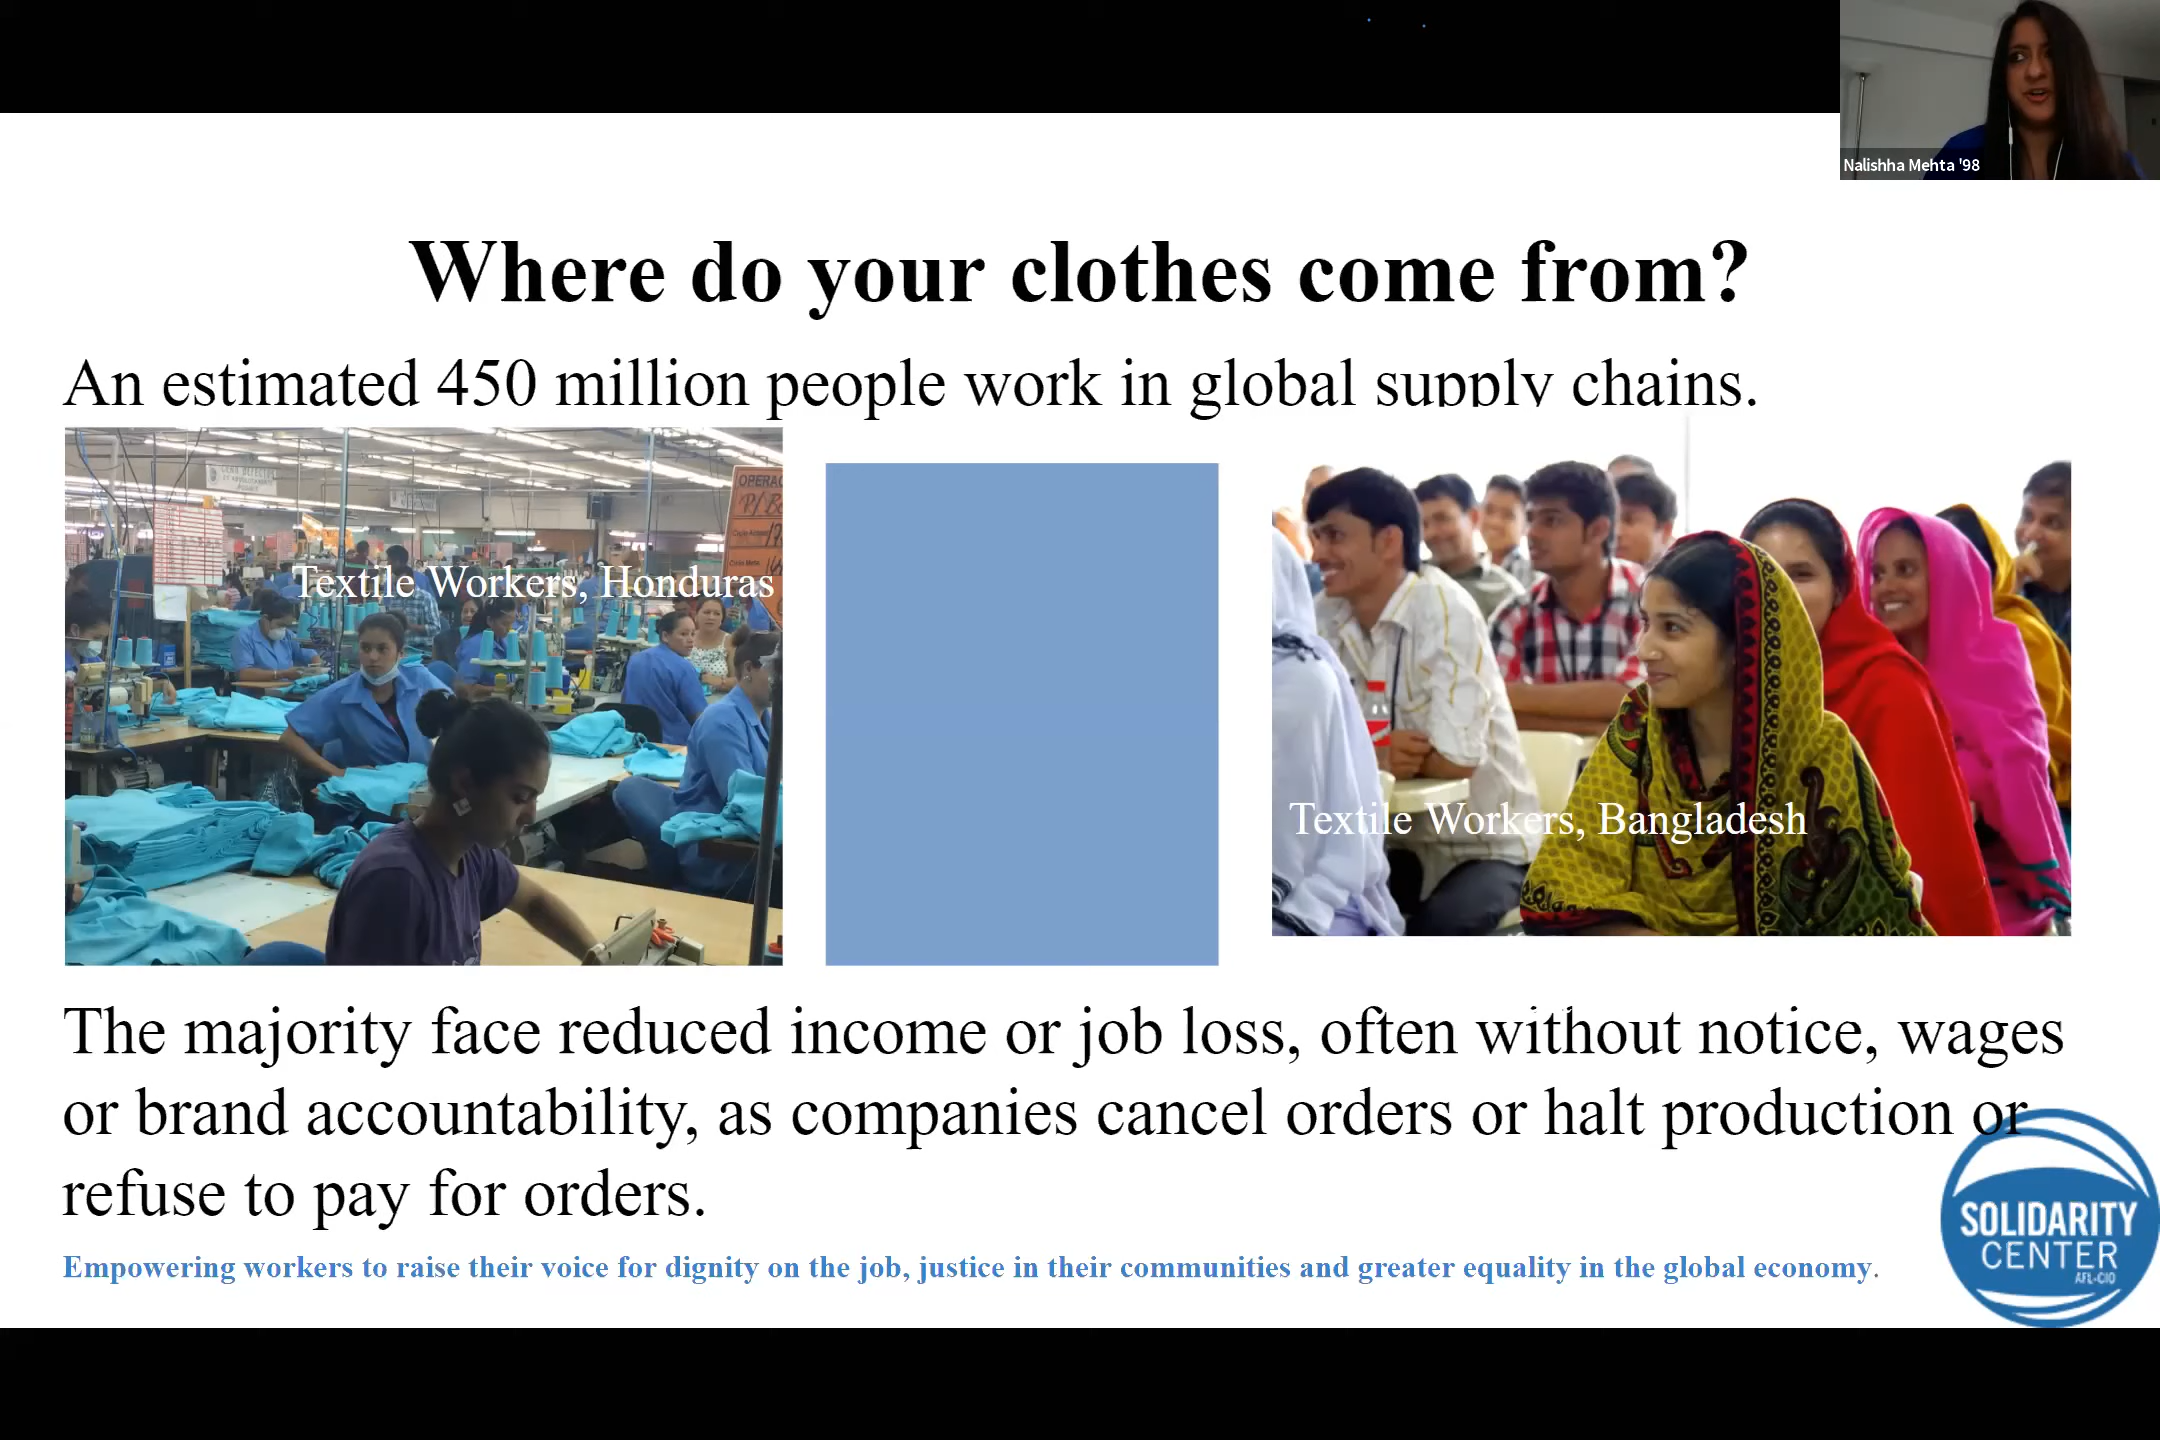 Nalishha Mehta '98
Where do your clothes come from?
An estimated 450 million people work in global supply chains.
OPERAC
Textile Workers, Honduras
Textile Workers, Bangladesh
The majority face reduced income or job loss, often without notice, wages
or brand accountability, as companies cancel orders or halt production or
refuse to pay for orders.
SOLIDARITY
CENTER
AFL-CIO
Empowering workers to raise their voice for dignity on the job, justice in their communities and greater equality in the global economy.